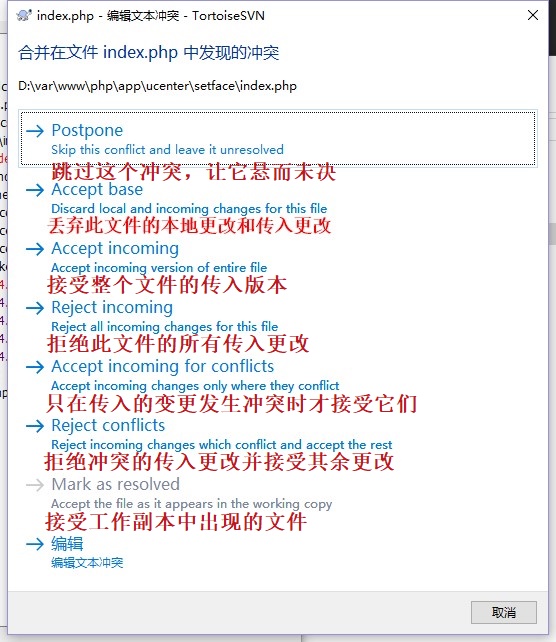 index.php - 编辑文本冲突 - TortoiseSVN
合并在文件 index.php 中发现的冲突
D:\var\www\php\app\ucenter\setface\index.php
Postpone
Skip this conflict and leave it unresolved
跳过这个冲突，让它悬而未决
Accept base
Discard local and incoming changes for this file
丢弃此文件的本地更改和传入更改
Accept incoming
Accept incoming version of entire file
接受整个文件的传入版本
Reject incoming
Reject all incoming changes for this file
拒绝此文件的所有传入更改
Accept incoming for conflicts
Accept incoming changes only where they conflict
只在传入的变更发生冲突时才接受它们
Reject conflicts
Reject incoming changes which conflict and accept the rest
拒绝冲突的传入更改并接受其余更改
Mark as resolved
Accept the file as it appears in the working copy
接受工作副本中出现的文件
编辑
编辑文本冲突
取消